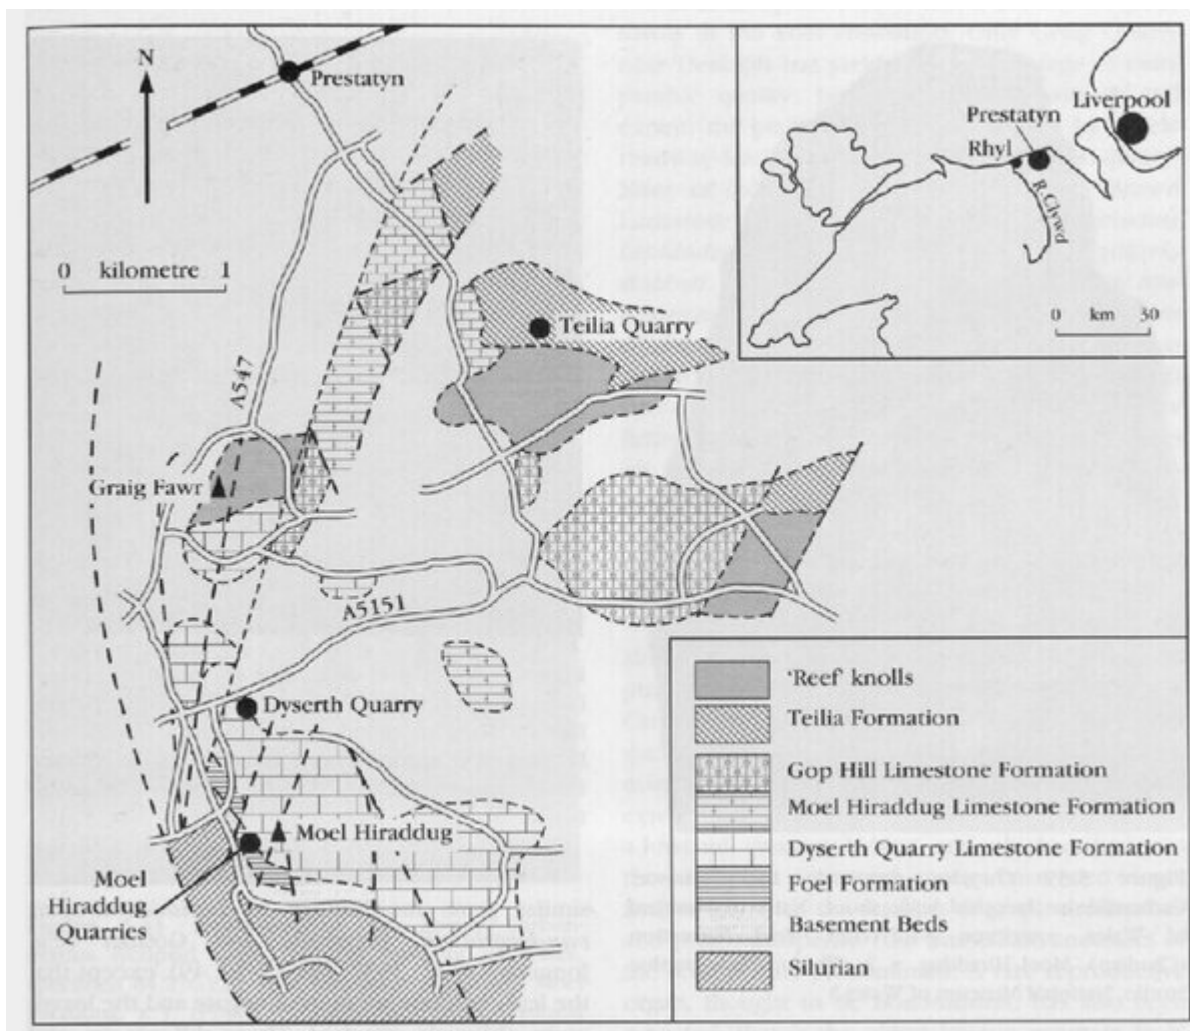 N
Prestatyn
0 kilometre 1
A547
Teilia Quarry
Graig Fawr
A5151
Dyserth Quarry
Moel Hiraddug
Moel
Hiraddug
Quarries
Liverpool
Prestatyn
Rhyl
R. Clywd
0 km 30
'Reef' knolls
Teilia Formation
Gop Hill Limestone Formation
Moel Hiraddug Limestone Formation
Dyserth Quarry Limestone Formation
Foel Formation
Basement Beds
Silurian